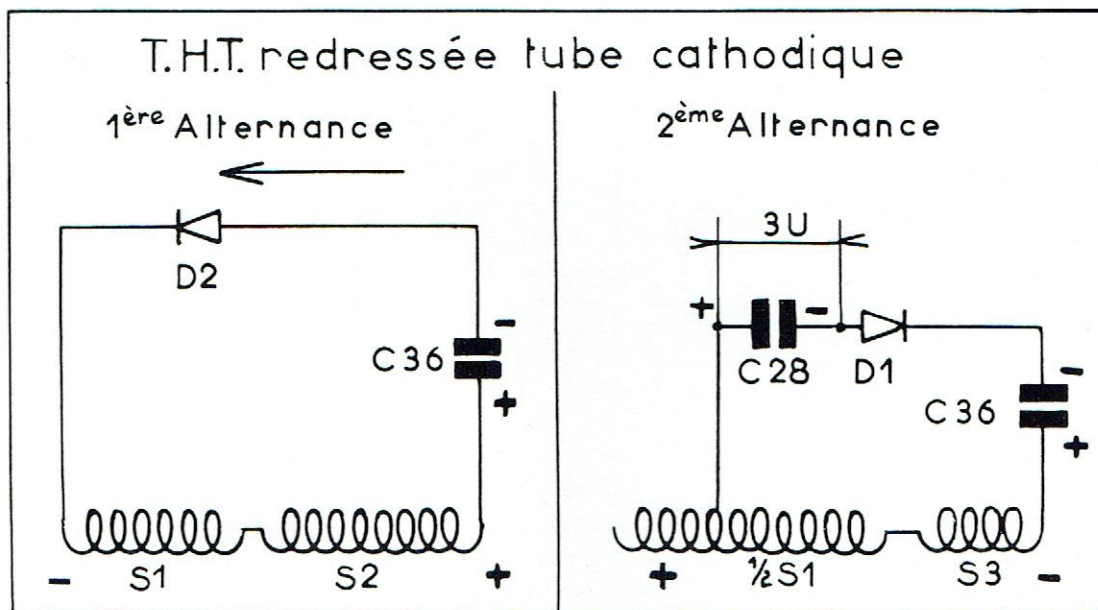 T.H.T. redressée tube cathodique
1ère Alternance
D2
-
C36
+
- S1 S2 +
2ème Alternance
3U
+ -
C28 D1
-
C36
+
+ ½S1 S3 -